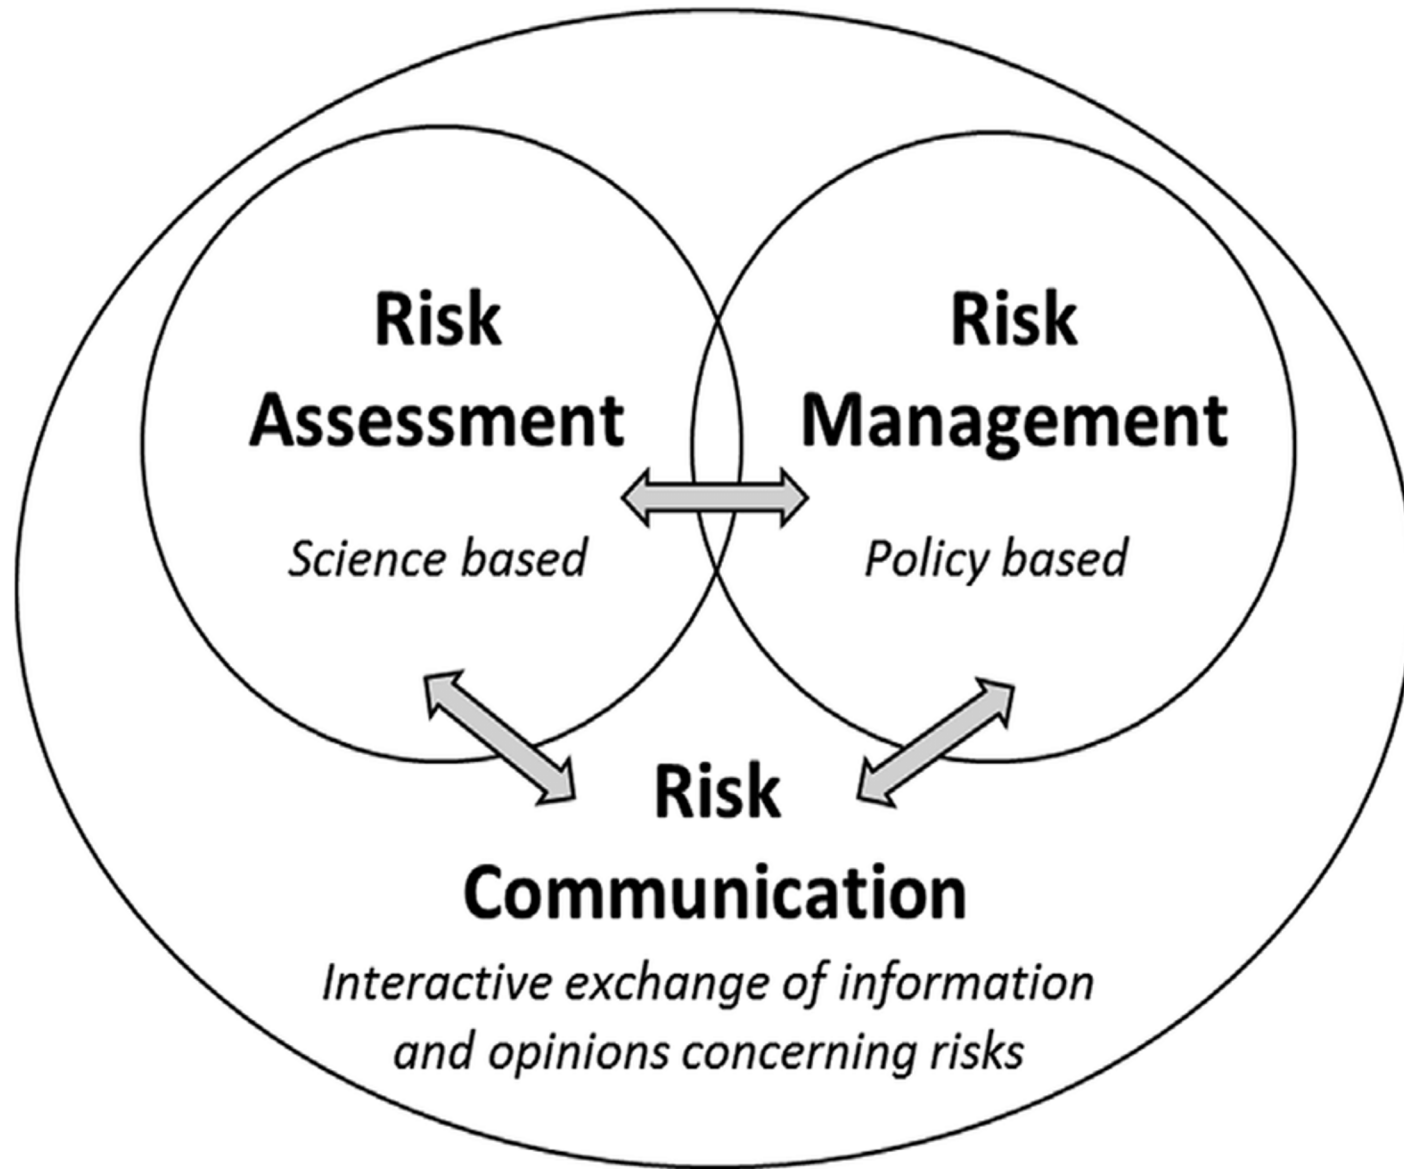 Risk
Assessment
Science based
Risk
Management
Policy based
Risk
Communication
Interactive exchange of information
and opinions concerning risks